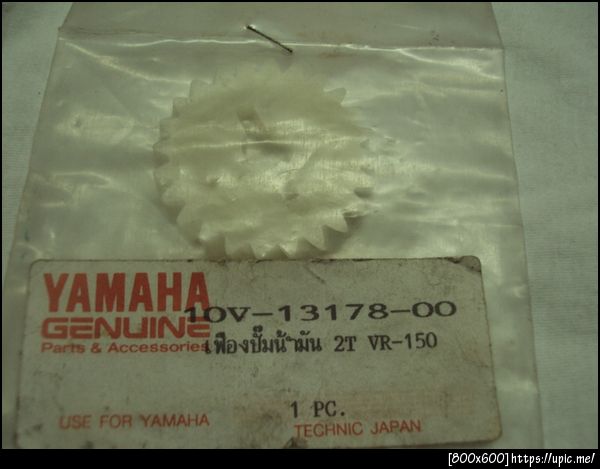 YAMAHA
10V-13178-00
GENUINE
Parts & Accessories
เฟืองปั๊มน้ำมัน 2T VR-150
1 PC.
USE FOR YAMAHA
TECHNIC JAPAN
[800x600]https://upic.me/